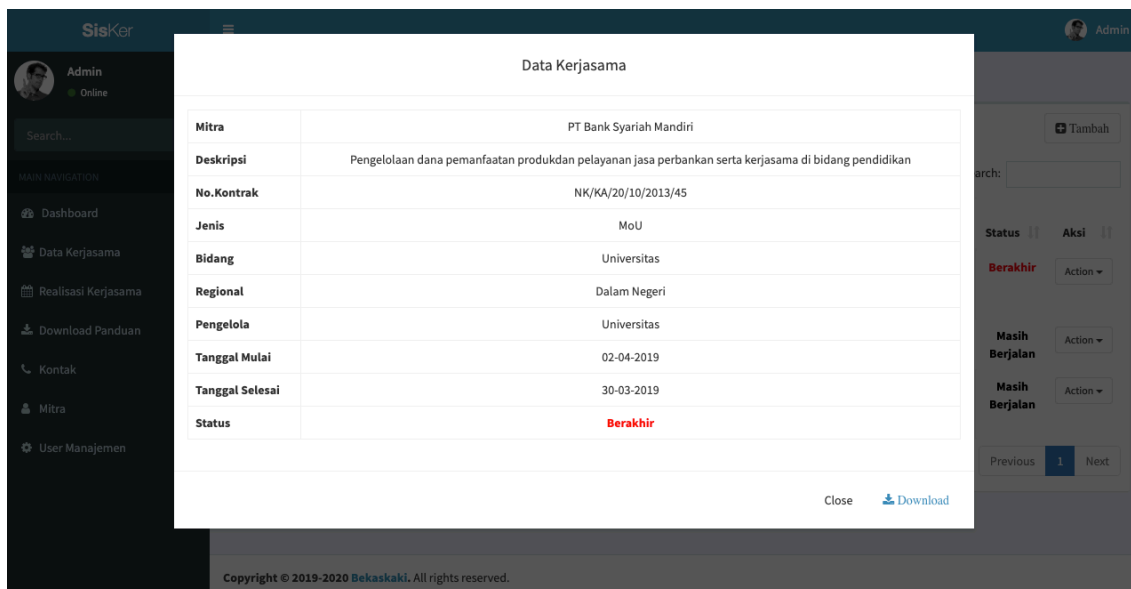 SisKer
Admin
Admin
Online
Search...
MAIN NAVIGATION
Dashboard
Data Kerjasama
Realisasi Kerjasama
Download Panduan
Kontak
Mitra
User Manajemen
Data Kerjasama
Mitra PT Bank Syariah Mandiri
Deskripsi Pengelolaan dana pemanfaatan produkdan pelayanan jasa perbankan serta kerjasama di bidang pendidikan
No.Kontrak NK/KA/20/10/2013/45
Jenis MoU
Bidang Universitas
Regional Dalam Negeri
Pengelola Universitas
Tanggal Mulai 02-04-2019
Tanggal Selesai 30-03-2019
Status Berakhir
Close Download
Tambah
arch:
Status Aksi
Berakhir Action
Masih
Berjalan Action
Masih
Berjalan Action
Previous 1 Next
Copyright © 2019-2020 Bekaskaki. All rights reserved.